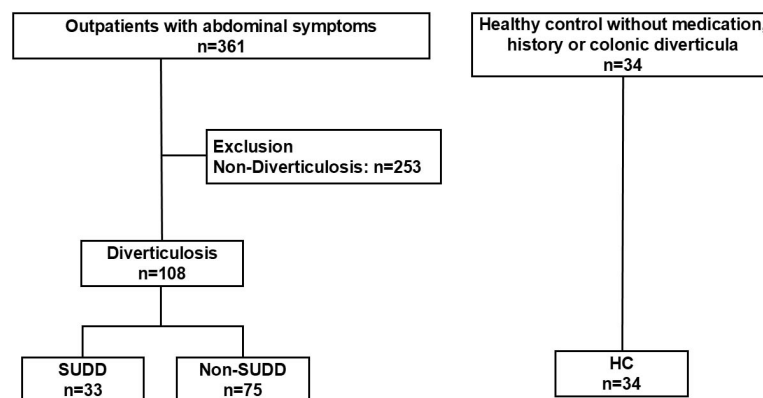 Outpatients with abdominal symptoms
n=361
Healthy control without medication,
history or colonic diverticula
n=34
Exclusion
Non-Diverticulosis: n=253
Diverticulosis
n=108
SUDD
n=33
Non-SUDD
n=75
HC
n=34